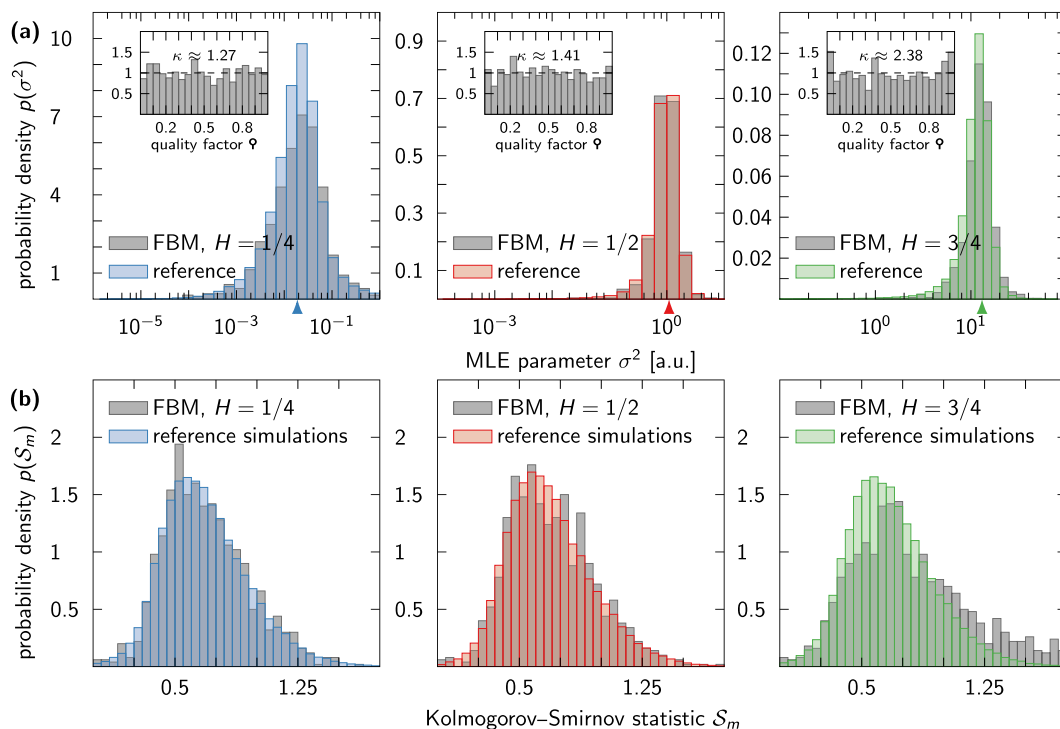 (a)
probability density p(σ²)
10
7
4
1
κ ≈ 1.27
1.5
1
0.5
0.2
0.5
0.8
quality factor ϙ
FBM, H = 1/4
reference
10⁻⁵
10⁻³
10⁻¹
0.9
0.7
0.5
0.3
0.1
κ ≈ 1.41
1.5
1
0.5
0.2
0.5
0.8
quality factor ϙ
FBM, H = 1/2
reference
10⁻³
10⁰
0.12
0.10
0.08
0.06
0.04
0.02
κ ≈ 2.38
1.5
1
0.5
0.2
0.5
0.8
quality factor ϙ
FBM, H = 3/4
reference
10⁰
10¹
MLE parameter σ² [a.u.]
(b)
probability density p(𝒮ₘ)
2
1.5
1
0.5
FBM, H = 1/4
reference simulations
0.5
1.25
2
1.5
1
0.5
FBM, H = 1/2
reference simulations
0.5
1.25
2
1.5
1
0.5
FBM, H = 3/4
reference simulations
0.5
1.25
Kolmogorov–Smirnov statistic 𝒮ₘ